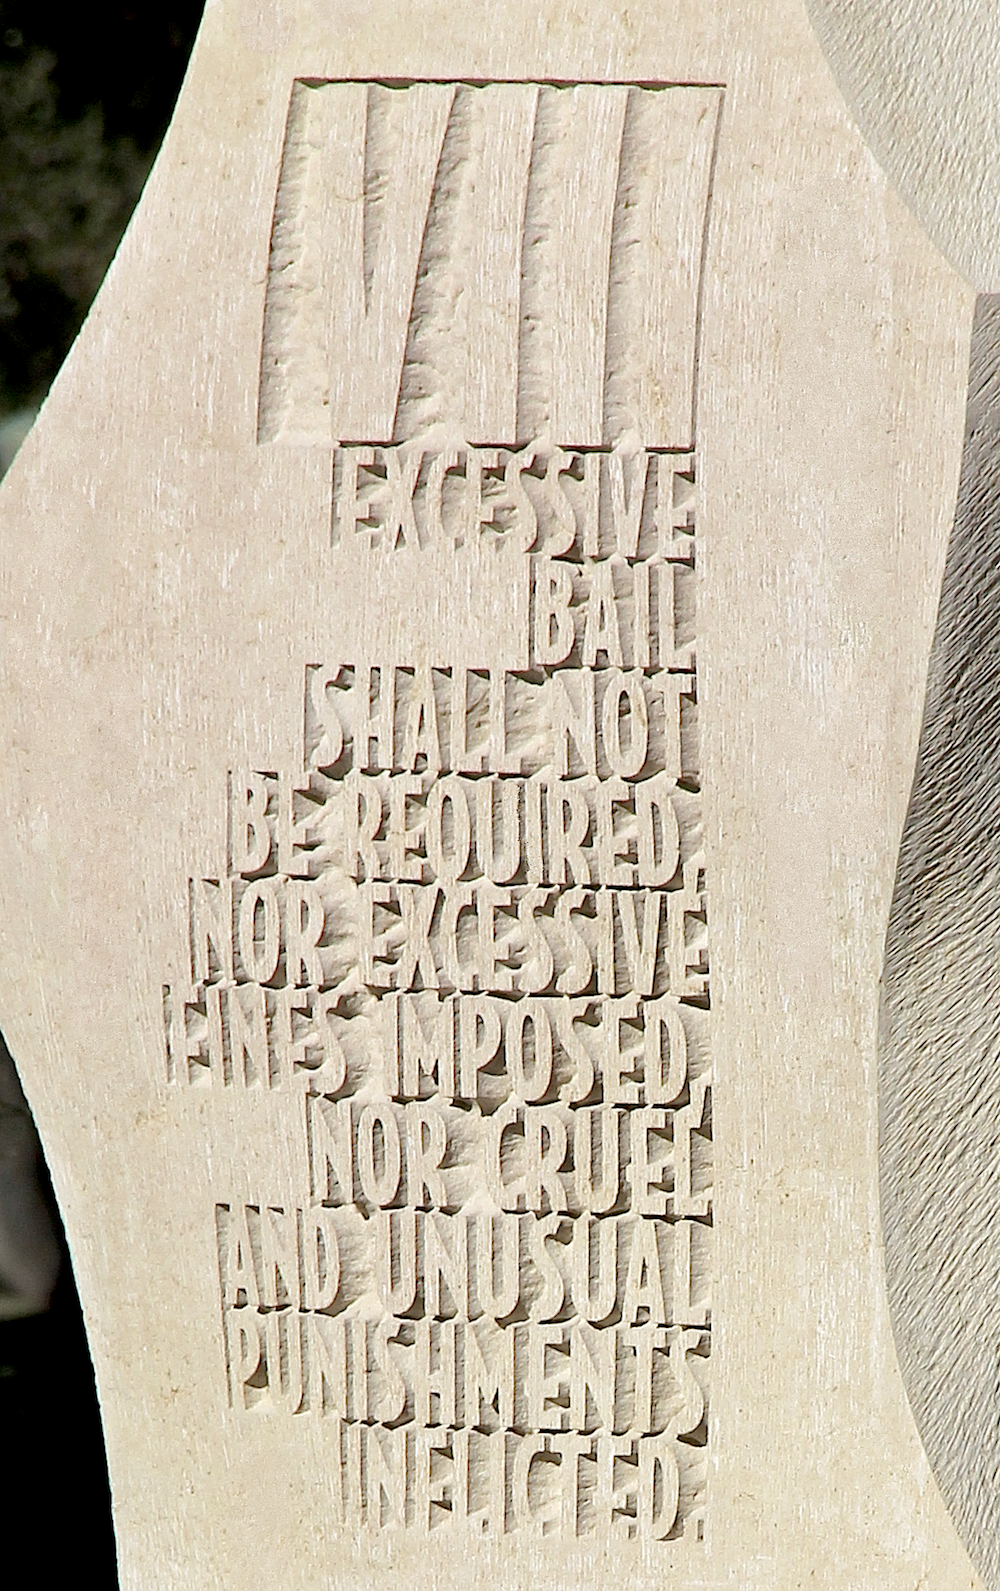 VIII
EXCESSIVE
BAIL
SHALL NOT
BE REQUIRED,
NOR EXCESSIVE
FINES IMPOSED,
NOR CRUEL
AND UNUSUAL
PUNISHMENTS
INFLICTED.